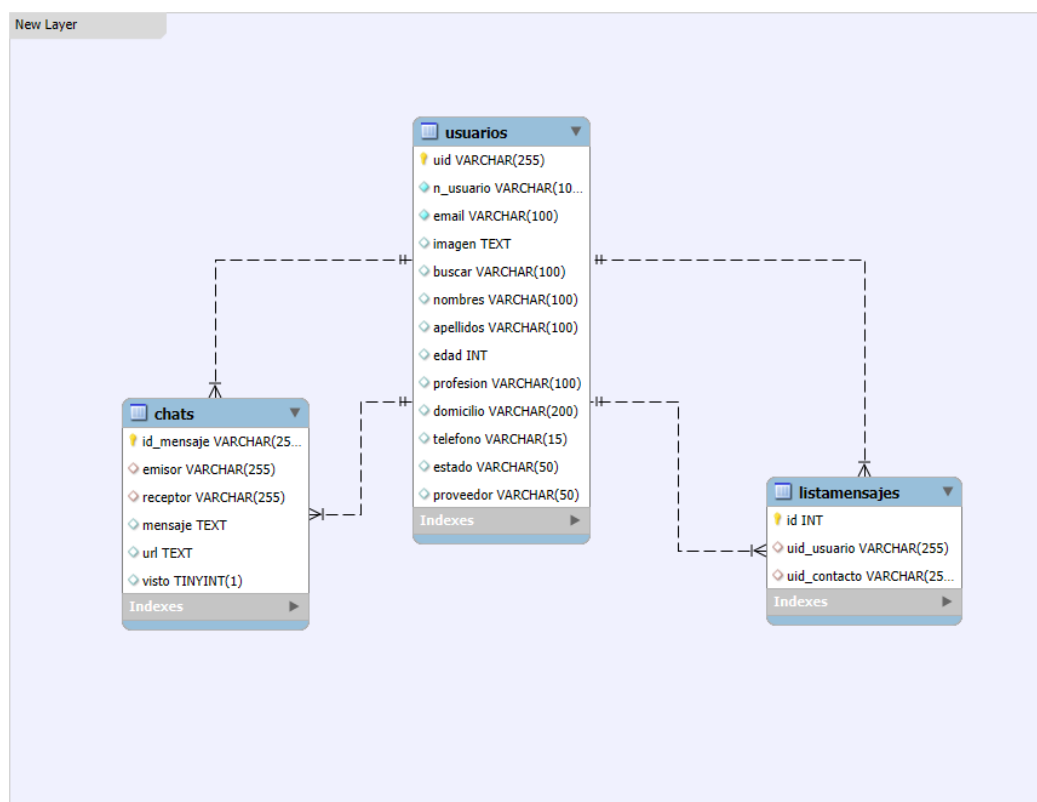 New Layer
usuarios
uid VARCHAR(255)
n_usuario VARCHAR(10...
email VARCHAR(100)
imagen TEXT
buscar VARCHAR(100)
nombres VARCHAR(100)
apellidos VARCHAR(100)
edad INT
profesion VARCHAR(100)
domicilio VARCHAR(200)
telefono VARCHAR(15)
estado VARCHAR(50)
proveedor VARCHAR(50)
Indexes
chats
id_mensaje VARCHAR(25...
emisor VARCHAR(255)
receptor VARCHAR(255)
mensaje TEXT
url TEXT
visto TINYINT(1)
Indexes
listamensajes
id INT
uid_usuario VARCHAR(255)
uid_contacto VARCHAR(25...
Indexes